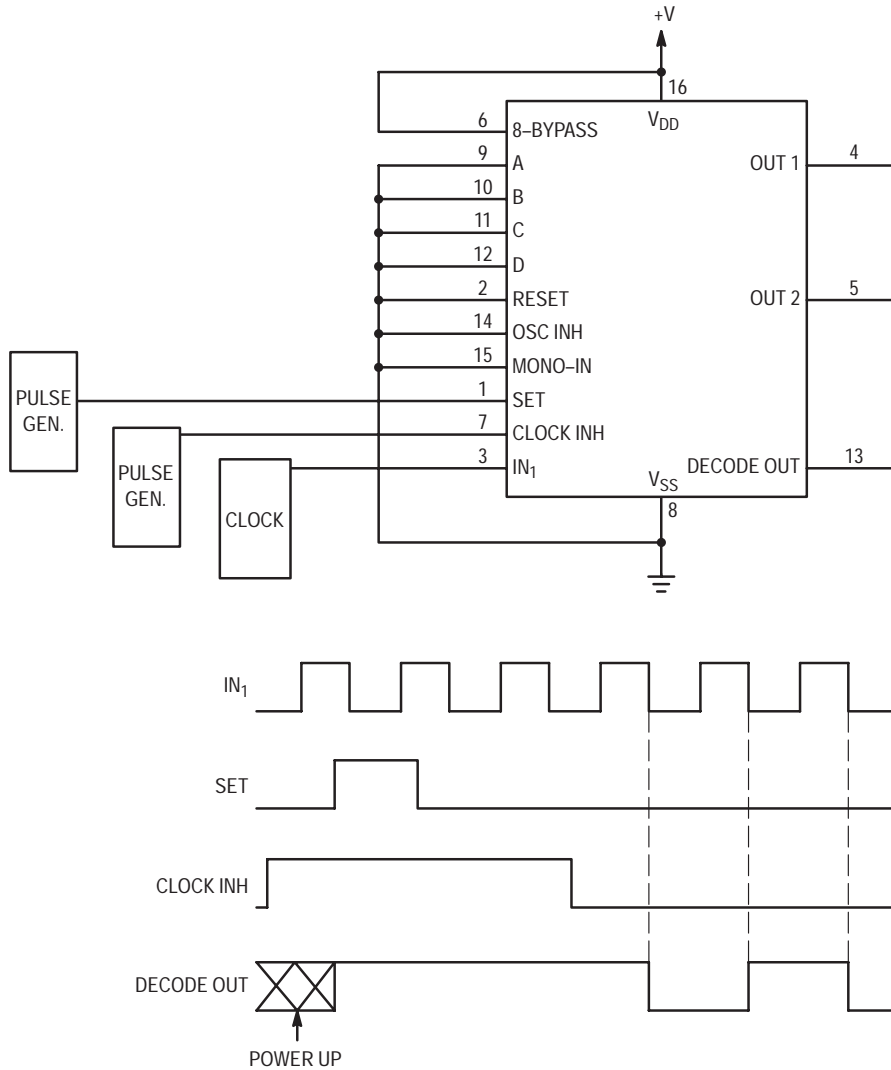 +V
16
6
8–BYPASS
VDD
9
A
OUT 1
4
10
B
11
C
12
D
2
RESET
OUT 2
5
14
OSC INH
15
MONO–IN
PULSE
GEN.
1
SET
7
CLOCK INH
PULSE
GEN.
3
IN1
DECODE OUT
13
VSS
CLOCK
8
IN1
SET
CLOCK INH
DECODE OUT
POWER UP